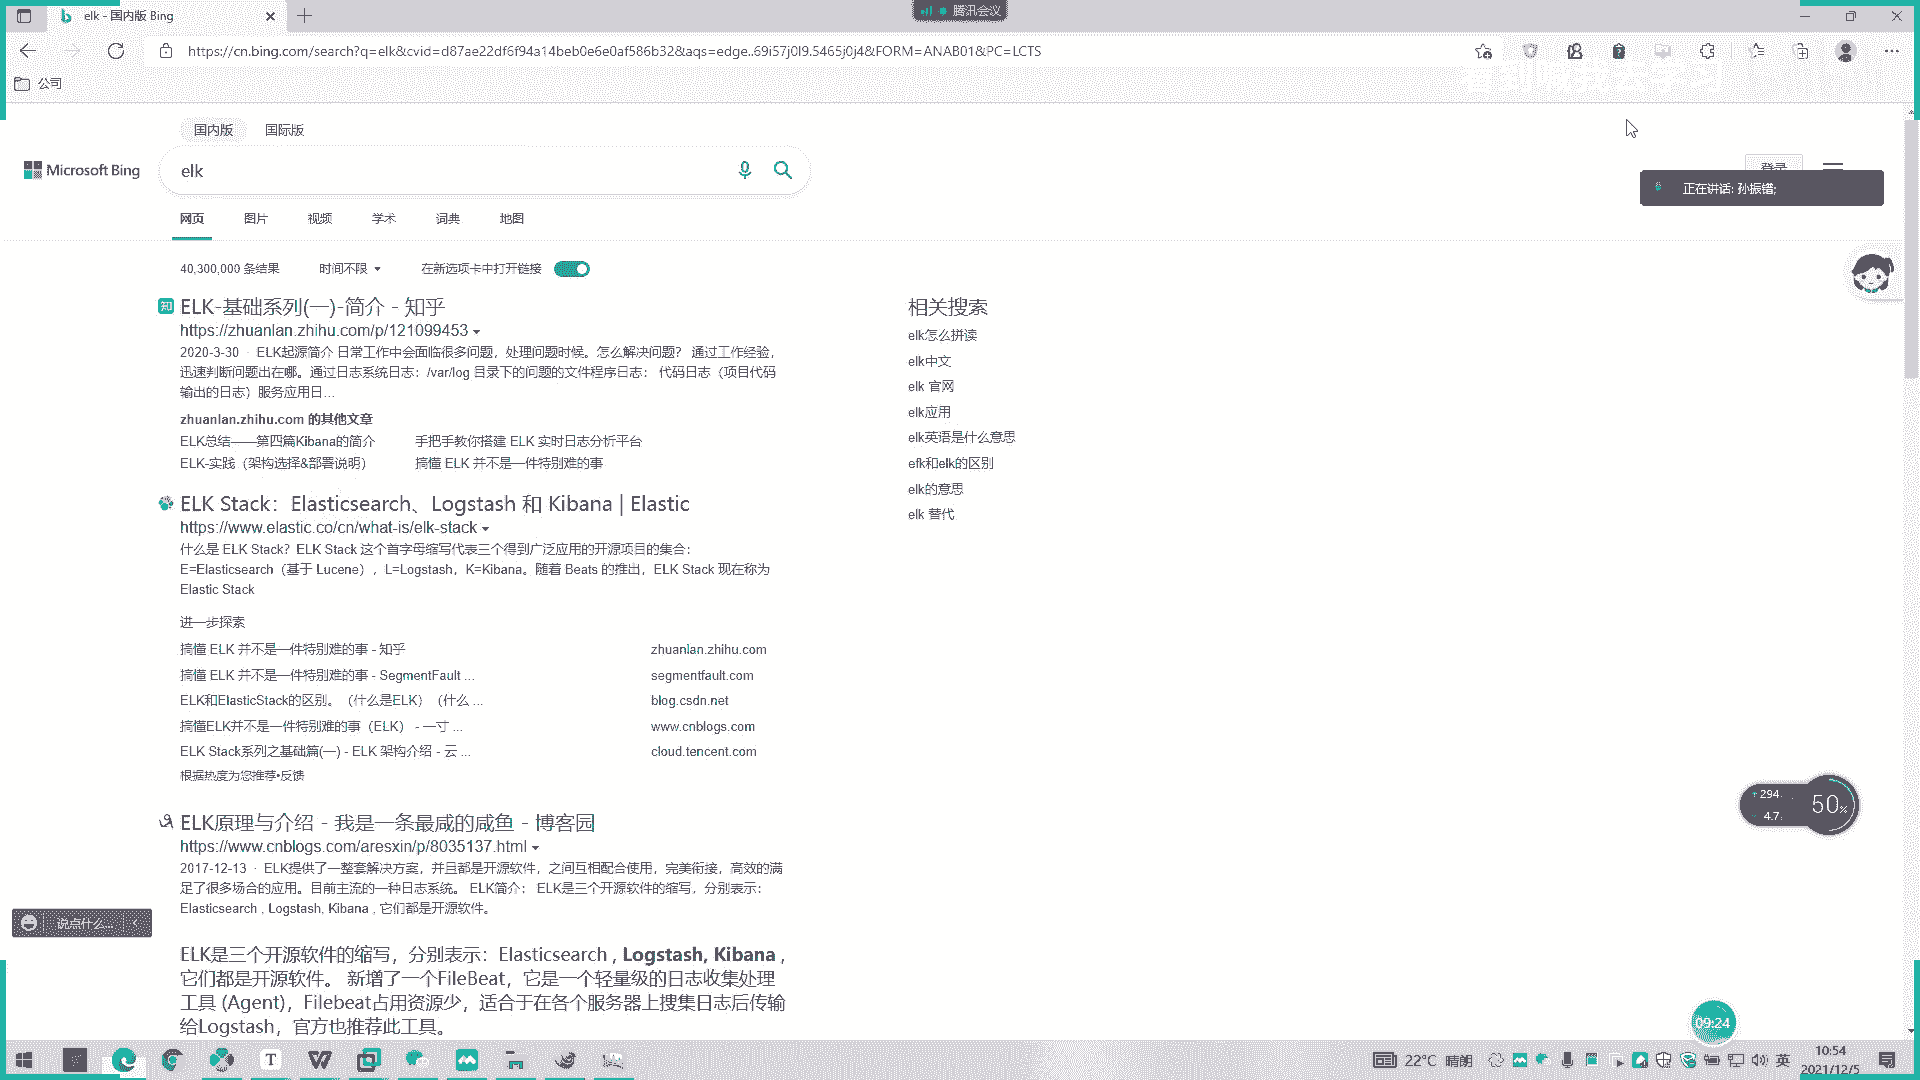 elk - 国内版 Bing
腾讯会议
https://cn.bing.com/search?q=elk&cvid=d87ae22df6f94a14beb0e6e0af586b32&aqs=edge..69i57j0l9.5465j0j4&FORM=ANAB01&PC=LCTS
公司
国内版 国际版
Microsoft Bing
elk
登录
正在讲话: 孙振锴;
网页 图片 视频 学术 词典 地图
40,300,000 条结果 时间不限 在新选项卡中打开链接
知 ELK-基础系列(一)-简介 - 知乎
https://zhuanlan.zhihu.com/p/121099453
2020-3-30 · ELK起源简介 日常工作中会面临很多问题，处理问题时候。怎么解决问题？ 通过工作经验，
迅速判断问题出在哪。通过日志系统日志：/var/log 目录下的问题的文件程序日志： 代码日志（项目代码
输出的日志）服务应用日...
zhuanlan.zhihu.com 的其他文章
ELK总结——第四篇Kibana的简介 手把手教你搭建 ELK 实时日志分析平台
ELK-实践（架构选择&部署说明） 搞懂 ELK 并不是一件特别难的事
ELK Stack：Elasticsearch、Logstash 和 Kibana | Elastic
https://www.elastic.co/cn/what-is/elk-stack
什么是 ELK Stack？ELK Stack 这个首字母缩写代表三个得到广泛应用的开源项目的集合：
E=Elasticsearch（基于 Lucene），L=Logstash，K=Kibana。随着 Beats 的推出，ELK Stack 现在称为
Elastic Stack
进一步探索
搞懂 ELK 并不是一件特别难的事 - 知乎 zhuanlan.zhihu.com
搞懂 ELK 并不是一件特别难的事 - SegmentFault ... segmentfault.com
ELK和ElasticStack的区别。（什么是ELK）（什么 ... blog.csdn.net
搞懂ELK并不是一件特别难的事（ELK） - 一寸 ... www.cnblogs.com
ELK Stack系列之基础篇(一) - ELK 架构介绍 - 云 ... cloud.tencent.com
根据热度为您推荐•反馈
ELK原理与介绍 - 我是一条最咸的咸鱼 - 博客园
https://www.cnblogs.com/aresxin/p/8035137.html
2017-12-13 · ELK提供了一整套解决方案，并且都是开源软件，之间互相配合使用，完美衔接，高效的满
足了很多场合的应用。目前主流的一种日志系统。 ELK简介： ELK是三个开源软件的缩写，分别表示：
Elasticsearch , Logstash, Kibana , 它们都是开源软件。
ELK是三个开源软件的缩写，分别表示：Elasticsearch , Logstash, Kibana ,
它们都是开源软件。 新增了一个FileBeat，它是一个轻量级的日志收集处理
工具 (Agent)，Filebeat占用资源少，适合于在各个服务器上搜集日志后传输
给Logstash，官方也推荐此工具。
相关搜索
elk怎么拼读
elk中文
elk 官网
elk应用
elk英语是什么意思
efk和elk的区别
elk的意思
elk 替代
294.
4.7
50%
说点什么...
09:24
22°C 晴朗
英
10:54
2021/12/5